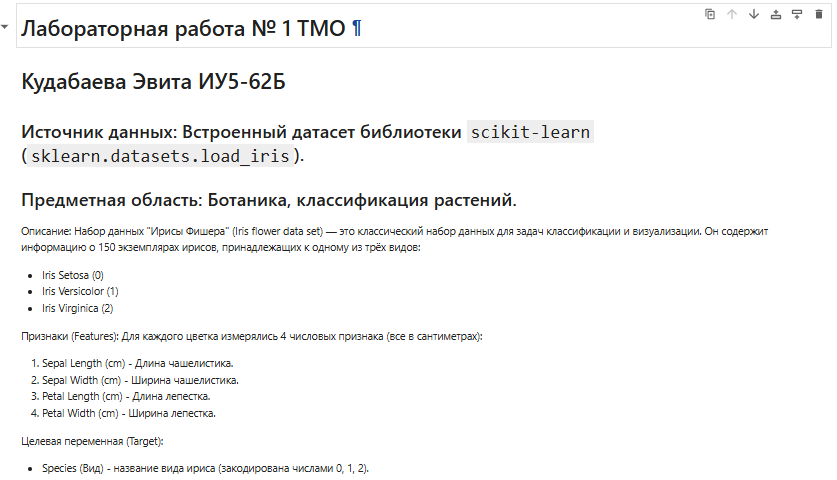 Лабораторная работа № 1 ТМО ¶
Кудабаева Эвита ИУ5-62Б
Источник данных: Встроенный датасет библиотеки scikit-learn
(sklearn.datasets.load_iris).
Предметная область: Ботаника, классификация растений.
Описание: Набор данных "Ирисы Фишера" (Iris flower data set) — это классический набор данных для задач классификации и визуализации. Он содержит
информацию о 150 экземплярах ирисов, принадлежащих к одному из трёх видов:
• Iris Setosa (0)
• Iris Versicolor (1)
• Iris Virginica (2)
Признаки (Features): Для каждого цветка измерялись 4 числовых признака (все в сантиметрах):
1. Sepal Length (cm) - Длина чашелистика.
2. Sepal Width (cm) - Ширина чашелистика.
3. Petal Length (cm) - Длина лепестка.
4. Petal Width (cm) - Ширина лепестка.
Целевая переменная (Target):
• Species (Вид) - название вида ириса (закодирована числами 0, 1, 2).